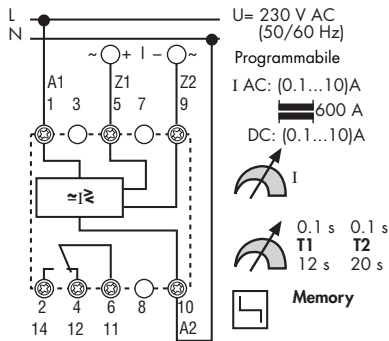 L
N
U= 230 V AC
(50/60 Hz)
~ + I − ~
Programmabile
A1 Z1 Z2
1 3 5 7 9
I AC: (0.1...10)A
600 A
DC: (0.1...10)A
I
≃I≷
0.1 s 0.1 s
T1 T2
12 s 20 s
2 4 6 8 10
14 12 11 A2
Memory